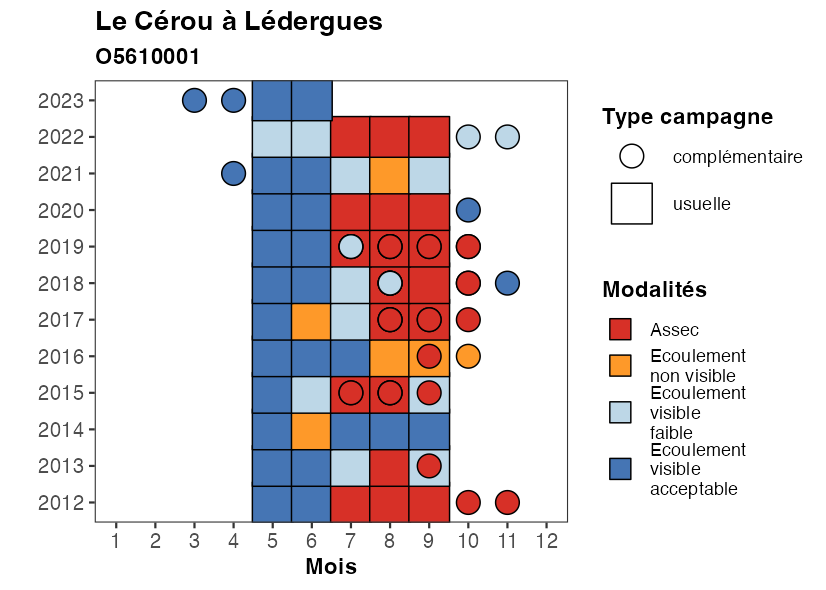 Le Cérou à Lédergues
O5610001
2023
2022
2021
2020
2019
2018
2017
2016
2015
2014
2013
2012
1 2 3 4 5 6 7 8 9 10 11 12
Mois
Type campagne
complémentaire
usuelle
Modalités
Assec
Ecoulement
non visible
Ecoulement
visible
faible
Ecoulement
visible
acceptable